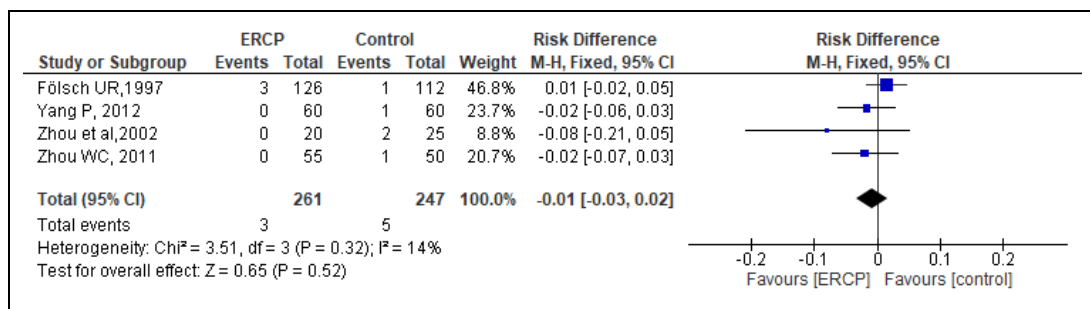 ERCP Control Risk Difference Risk Difference
Study or Subgroup Events Total Events Total Weight M-H, Fixed, 95% CI M-H, Fixed, 95% CI
Fölsch UR,1997 3 126 1 112 46.8% 0.01 [-0.02, 0.05]
Yang P, 2012 0 60 1 60 23.7% -0.02 [-0.06, 0.03]
Zhou et al,2002 0 20 2 25 8.8% -0.08 [-0.21, 0.05]
Zhou WC, 2011 0 55 1 50 20.7% -0.02 [-0.07, 0.03]
Total (95% CI) 261 247 100.0% -0.01 [-0.03, 0.02]
Total events 3 5
Heterogeneity: Chi² = 3.51, df = 3 (P = 0.32); I² = 14%
Test for overall effect: Z = 0.65 (P = 0.52)
-0.2 -0.1 0 0.1 0.2
Favours [ERCP] Favours [control]